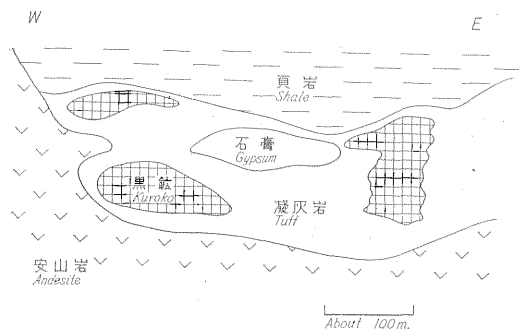 W
E
頁岩
Shale
石膏
Gypsum
黒鉱
Kuroko
凝灰岩
Tuff
安山岩
Andesite
About 100m.